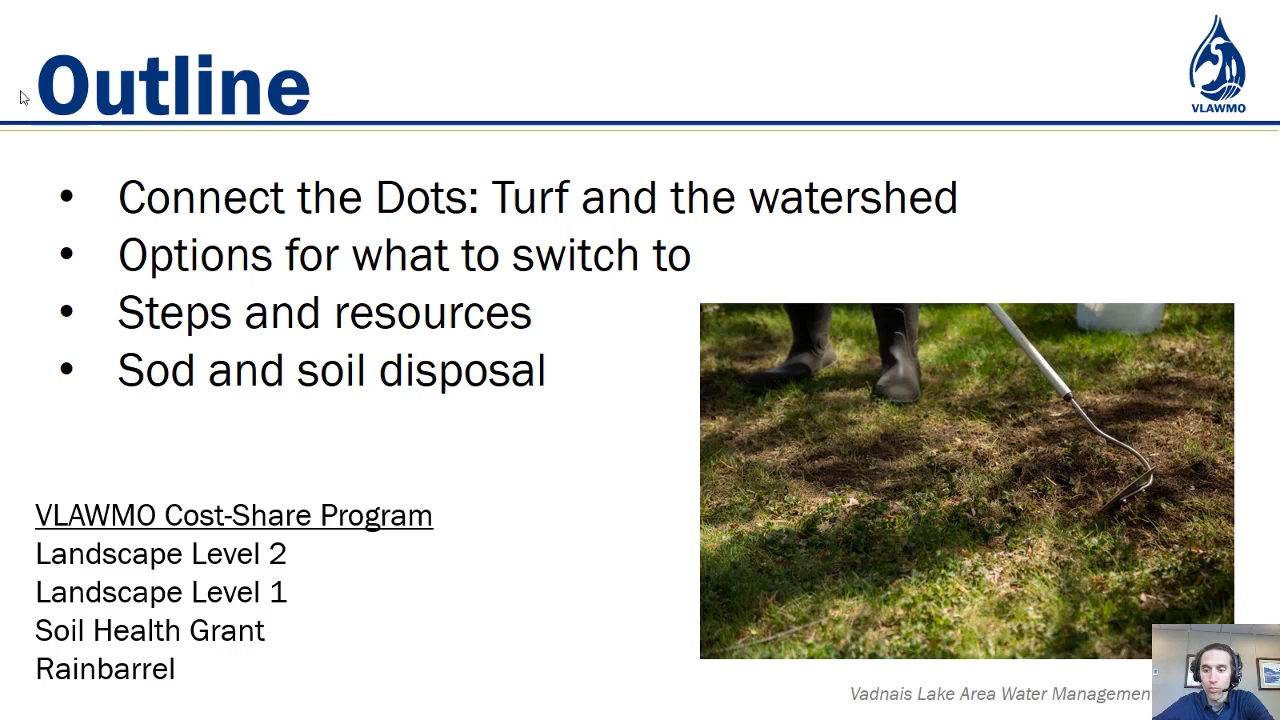 Outline
VLAWMO
• Connect the Dots: Turf and the watershed
• Options for what to switch to
• Steps and resources
• Sod and soil disposal
VLAWMO Cost-Share Program
Landscape Level 2
Landscape Level 1
Soil Health Grant
Rainbarrel
Vadnais Lake Area Water Managemen